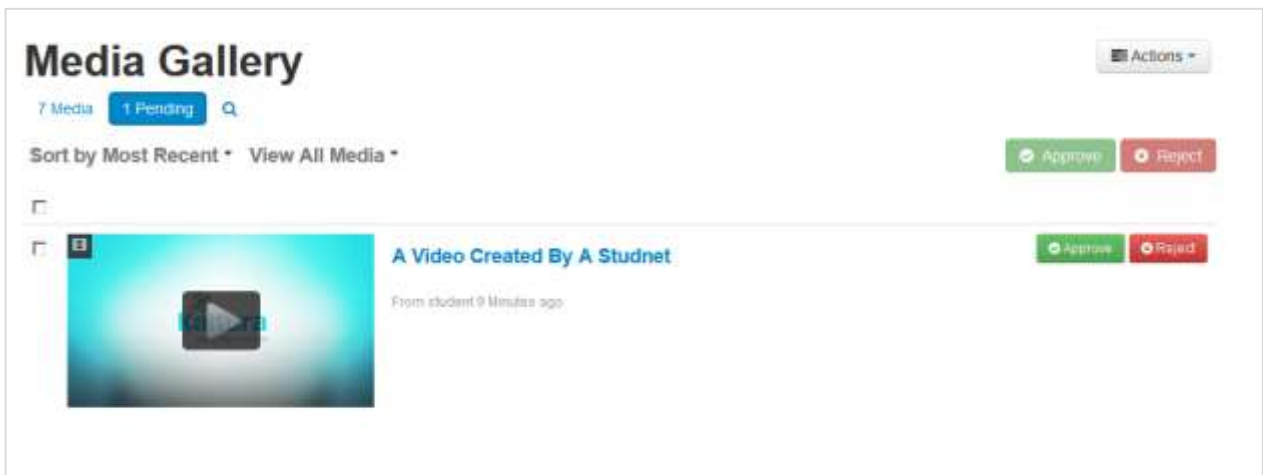 Media Gallery
Actions
7 Media 1 Pending
Sort by Most Recent View All Media
Approve Reject
A Video Created By A Studnet
Approve Reject
From student 9 Minutes ago